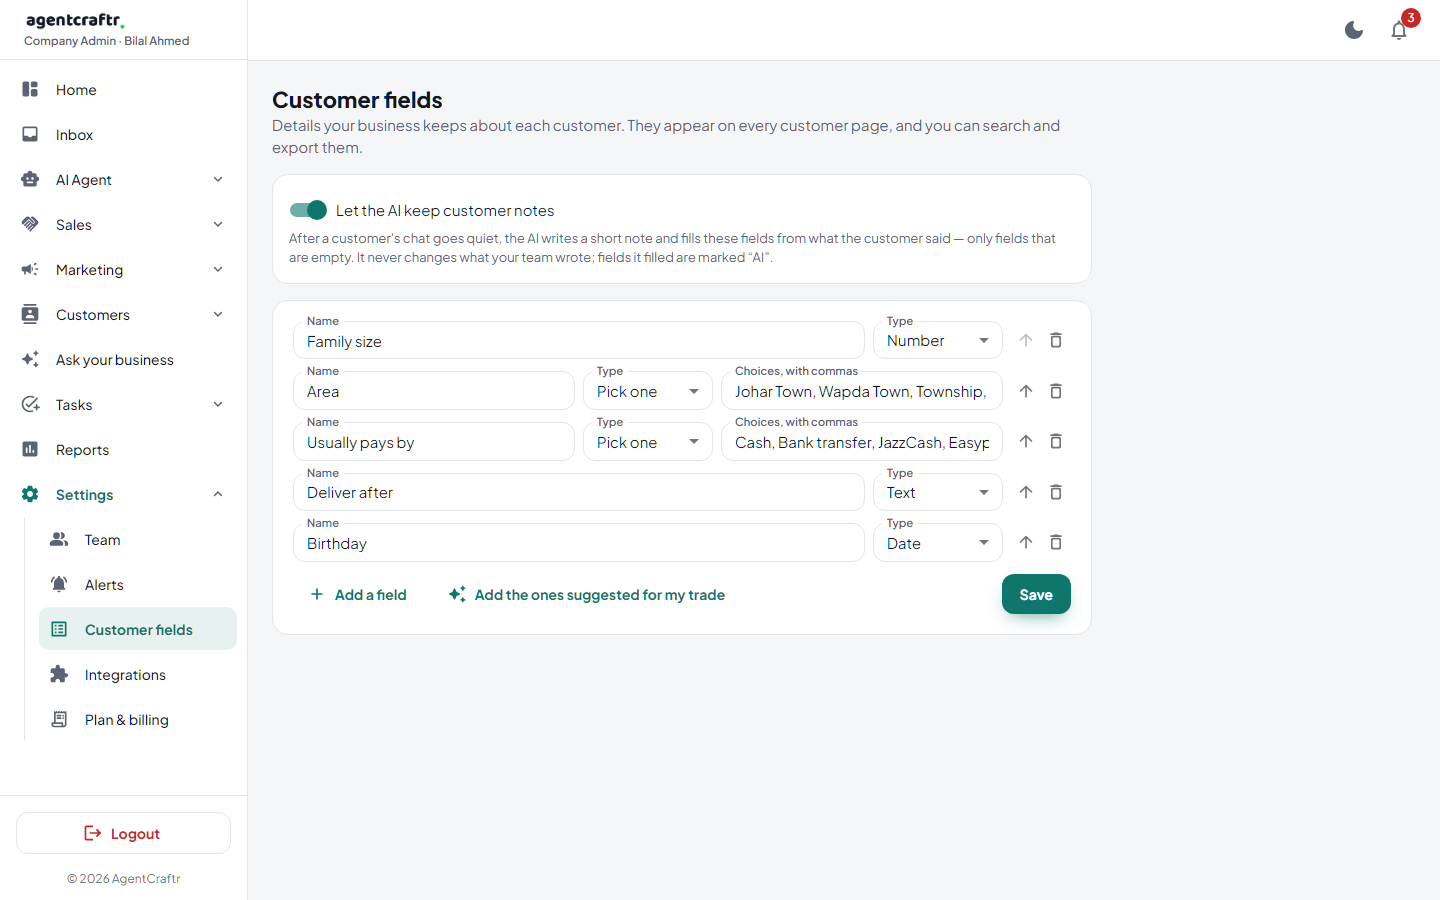 agentcraftr.
Company Admin · Bilal Ahmed
3
Home
Inbox
AI Agent
Sales
Marketing
Customers
Ask your business
Tasks
Reports
Settings
Team
Alerts
Customer fields
Integrations
Plan & billing
Logout
© 2026 AgentCraftr
Customer fields
Details your business keeps about each customer. They appear on every customer page, and you can search and
export them.
Let the AI keep customer notes
After a customer's chat goes quiet, the AI writes a short note and fills these fields from what the customer said — only fields that
are empty. It never changes what your team wrote; fields it filled are marked “AI”.
Name Type
Family size Number
Name Type Choices, with commas
Area Pick one Johar Town, Wapda Town, Township,
Name Type Choices, with commas
Usually pays by Pick one Cash, Bank transfer, JazzCash, Easyp
Name Type
Deliver after Text
Name Type
Birthday Date
Add a field Add the ones suggested for my trade Save